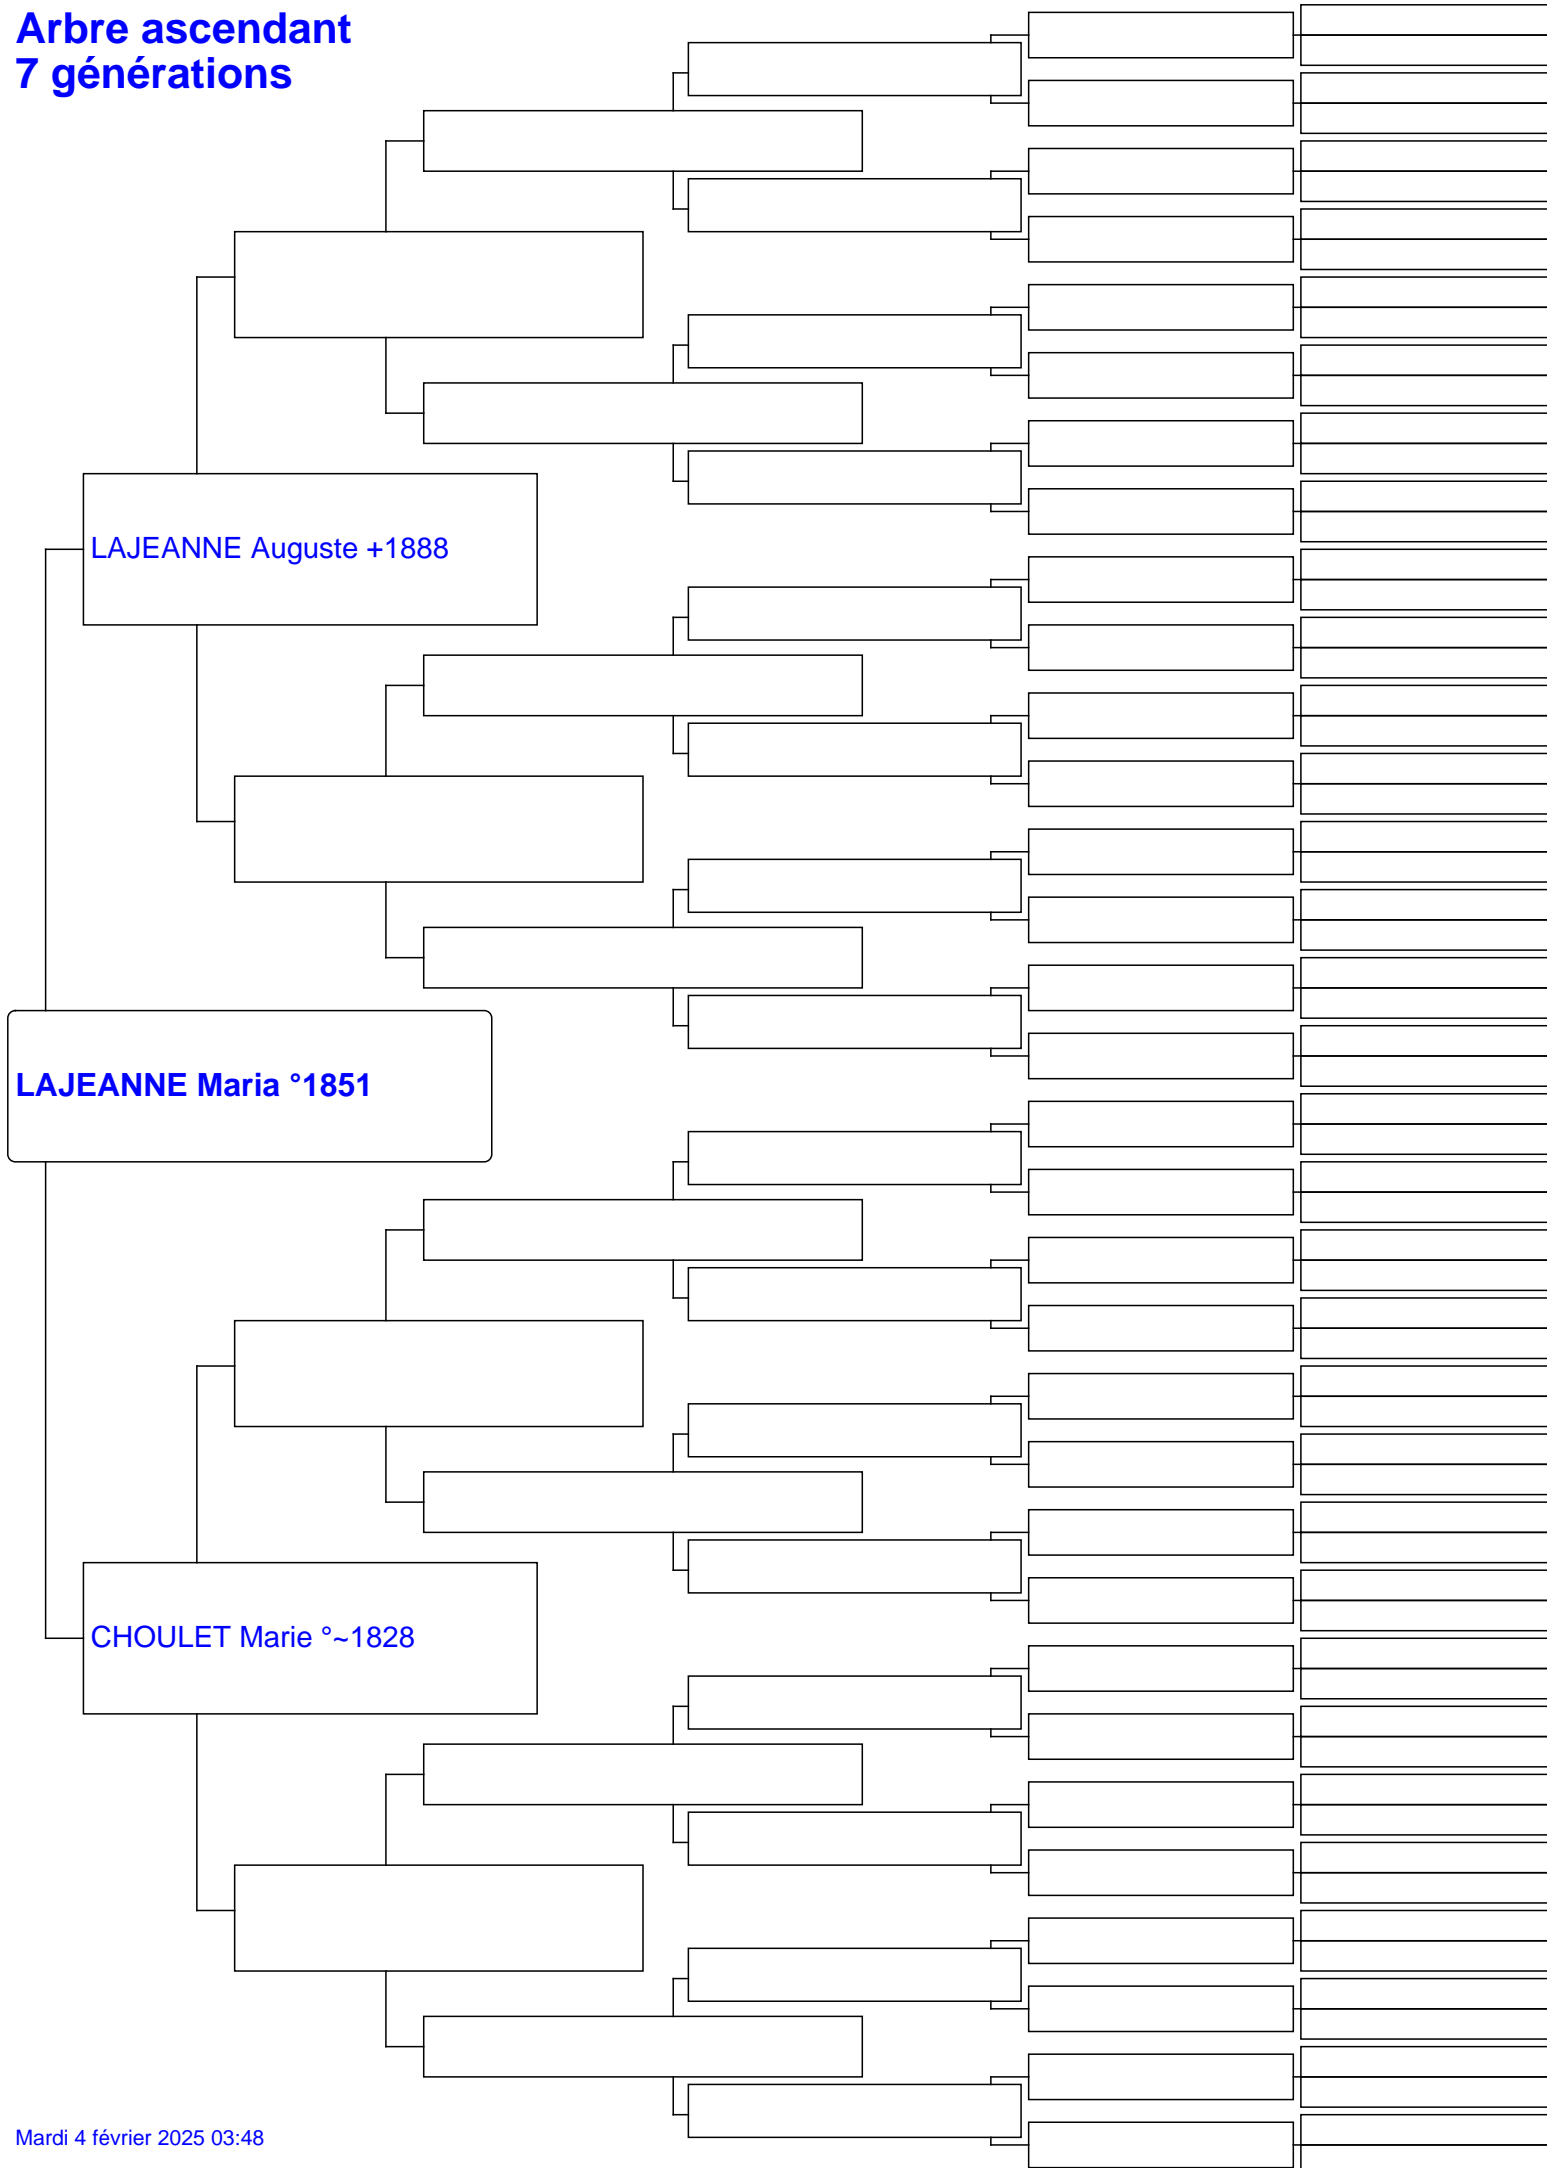 Arbre ascendant
7 générations
LAJEANNE Auguste +1888
LAJEANNE Maria °1851
CHOULET Marie °~1828
Mardi 4 février 2025 03:48